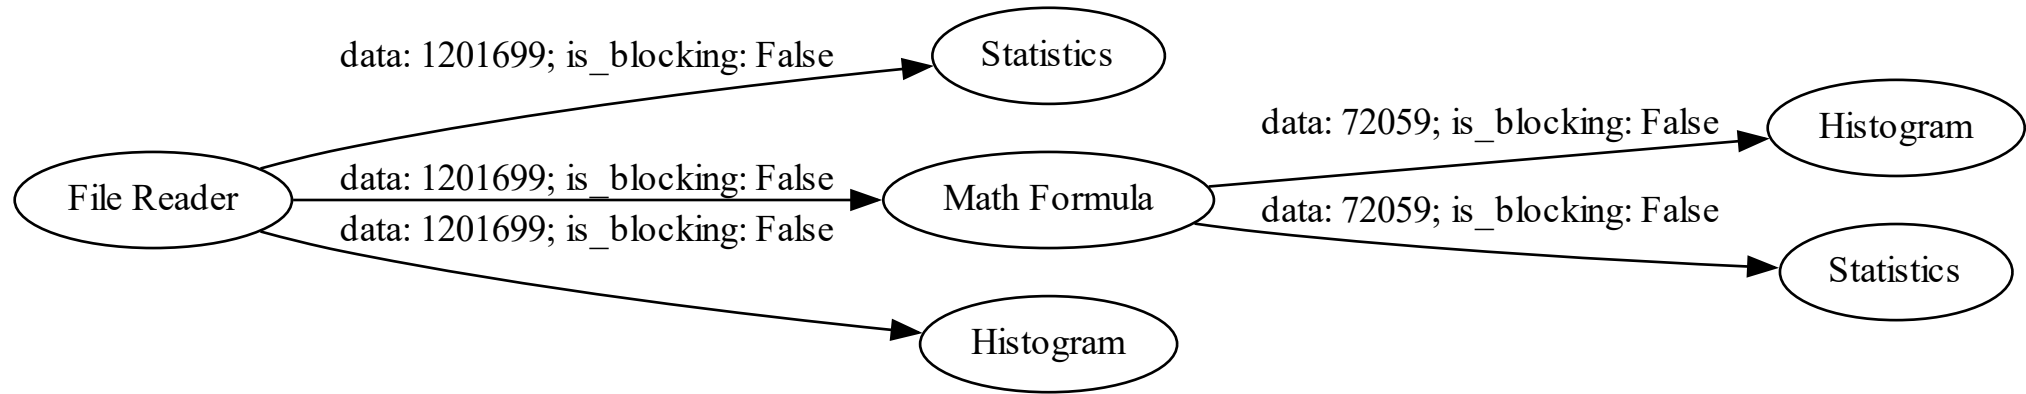 data: 1201699; is_blocking: False
Statistics
data: 72059; is_blocking: False
Histogram
File Reader
data: 1201699; is_blocking: False
Math Formula
data: 1201699; is_blocking: False
data: 72059; is_blocking: False
Statistics
Histogram